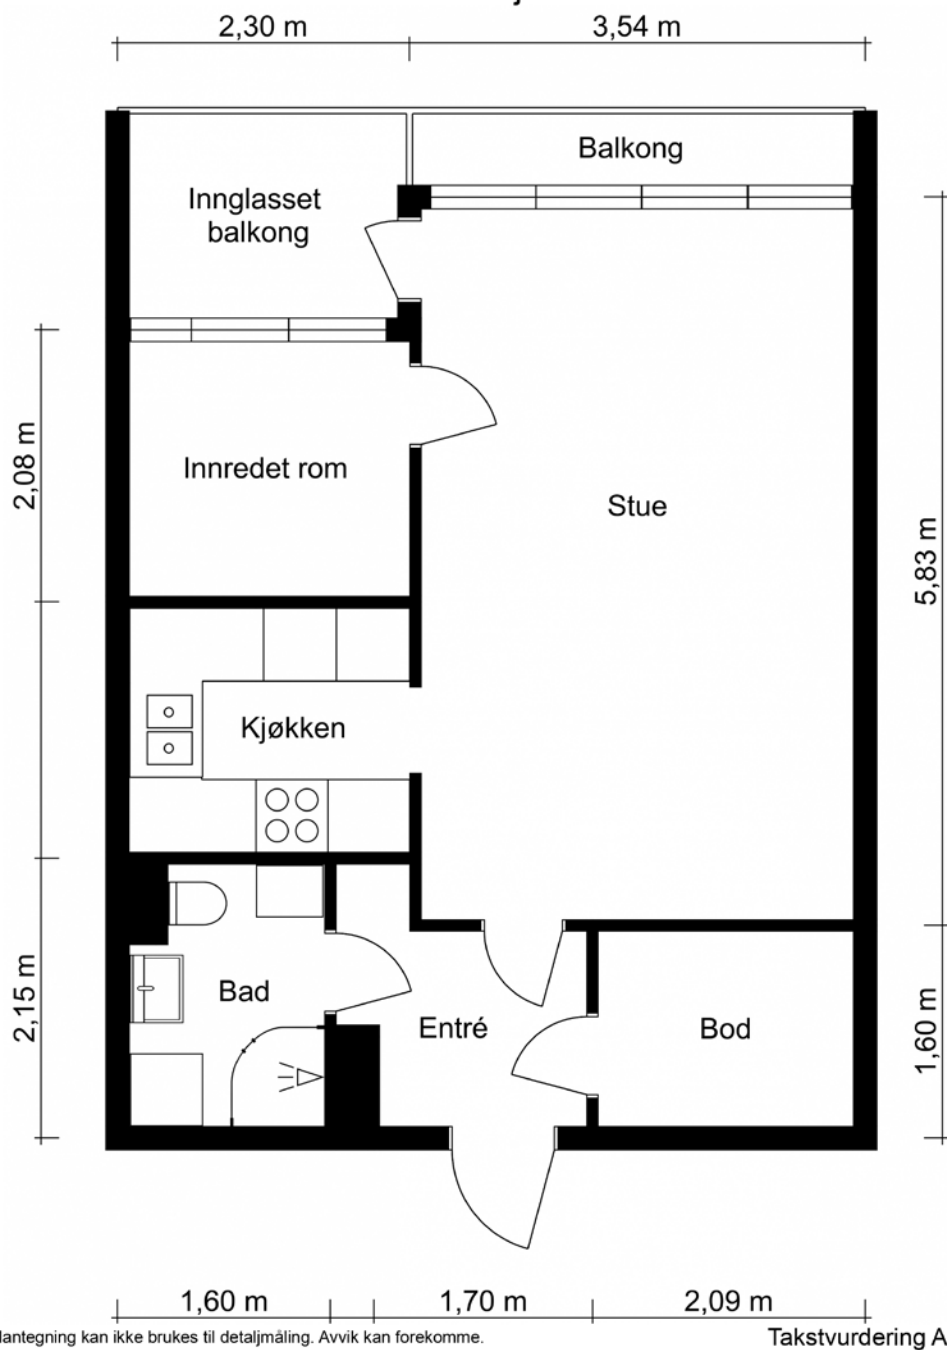 2,30 m
3,54 m
Balkong
Innglasset
balkong
2,08 m
Innredet rom
Stue
5,83 m
Kjøkken
2,15 m
Bad
Entré
Bod
1,60 m
1,60 m
1,70 m
2,09 m
lantegning kan ikke brukes til detaljmåling. Avvik kan forekomme.
Takstvurdering A